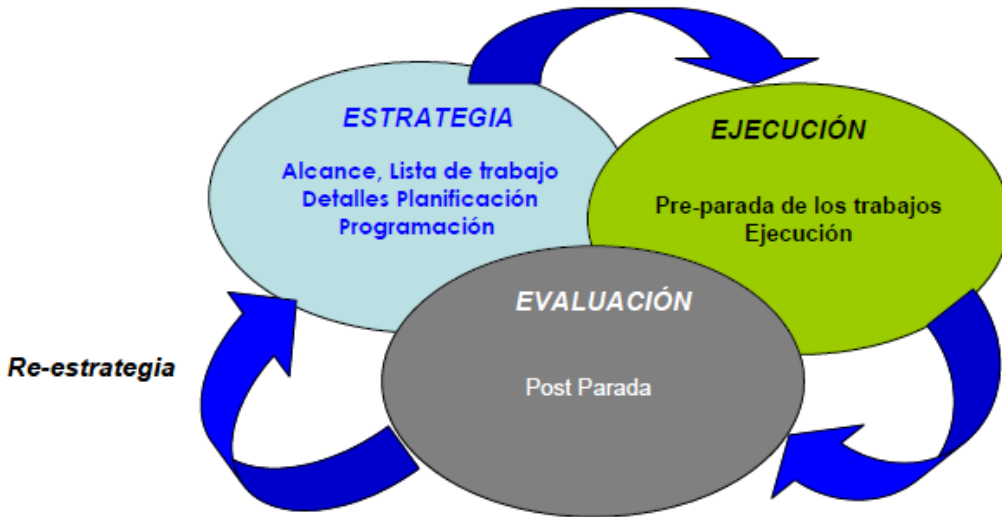 ESTRATEGIA
Alcance, Lista de trabajo
Detalles Planificación
Programación
EJECUCIÓN
Pre-parada de los trabajos
Ejecución
EVALUACIÓN
Post Parada
Re-estrategia